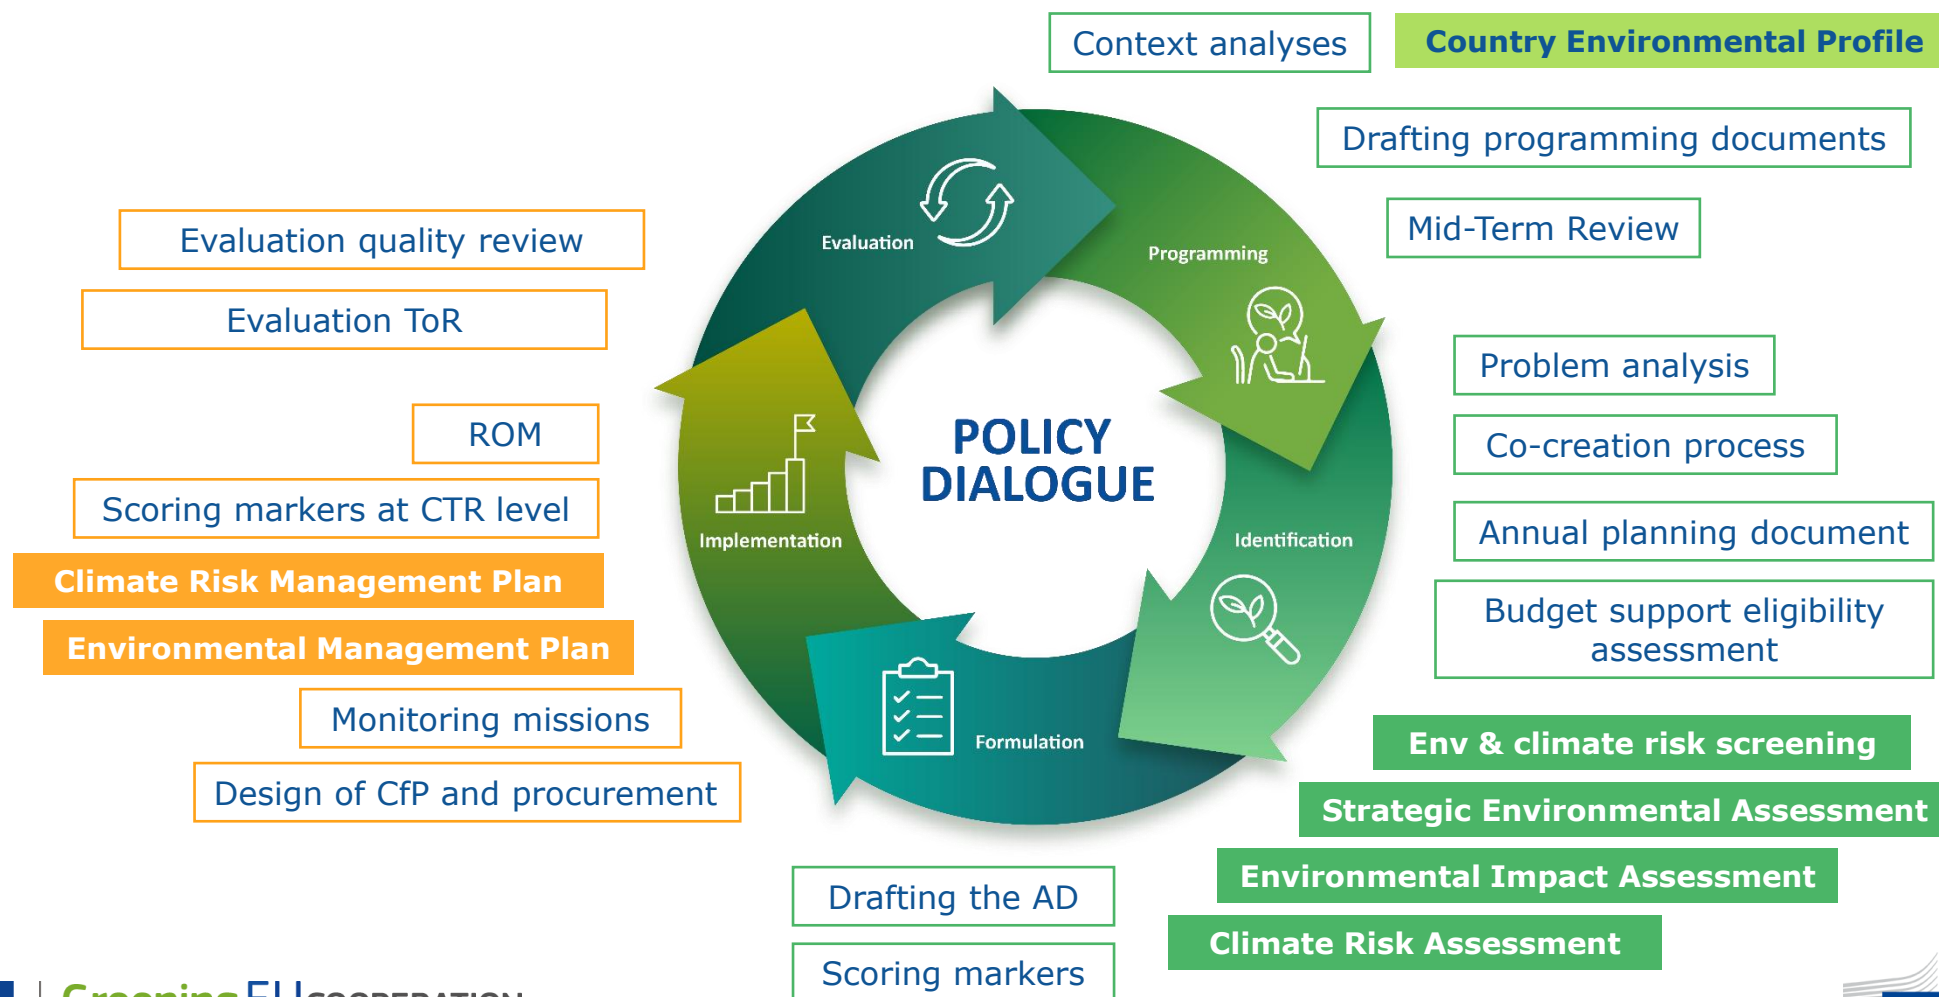 Context analyses
Country Environmental Profile
Drafting programming documents
Mid-Term Review
Problem analysis
Co-creation process
Annual planning document
Budget support eligibility
assessment
Env & climate risk screening
Strategic Environmental Assessment
Environmental Impact Assessment
Climate Risk Assessment
Drafting the AD
Scoring markers
Evaluation quality review
Evaluation ToR
ROM
Scoring markers at CTR level
Climate Risk Management Plan
Environmental Management Plan
Monitoring missions
Design of CfP and procurement
Evaluation
Programming
Identification
Formulation
Implementation
POLICY
DIALOGUE
Greening EU COOPERATION